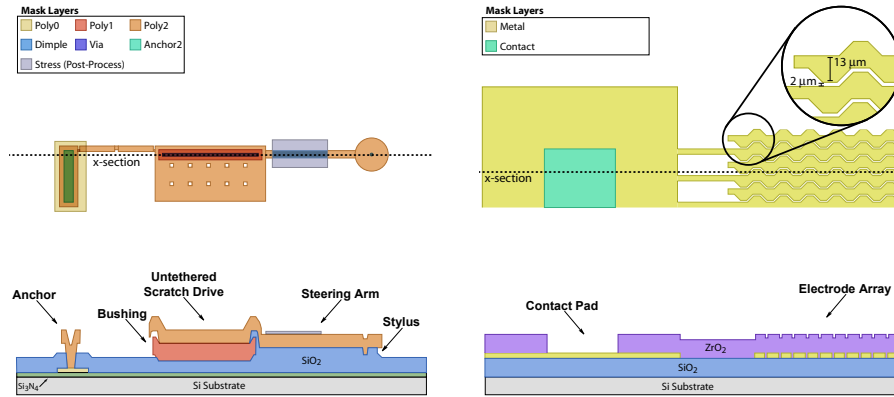 Mask Layers
Poly0 Poly1 Poly2
Dimple Via Anchor2
Stress (Post-Process)
x-section
Anchor
Bushing
Untethered
Scratch Drive
Steering Arm
Stylus
SiO₂
Si₃N₄
Si Substrate
Mask Layers
Metal
Contact
13 μm
2 μm
x-section
Contact Pad
Electrode Array
ZrO₂
SiO₂
Si Substrate